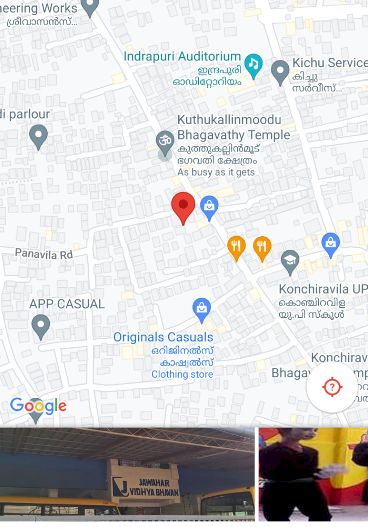 eering Works
ശ്രീവാസൻസ്...
Indrapuri Auditorium
ഇന്ദ്രപുരി
ഓഡിറ്റോറിയം
Kichu Service
കിച്ചു
സർവീസ്...
di parlour
Kuthukallinmoodu
Bhagavathy Temple
കുത്തുകല്ലിൻമൂട്
ഭഗവതി ക്ഷേത്രം
As busy as it gets
Panavila Rd
Konchiravila UP
കൊഞ്ചിറവിള
യു.പി സ്കൂൾ
APP CASUAL
Originals Casuals
ഒറിജിനൽസ്
കാഷ്വൽസ്
Clothing store
Konchirav
Bhagav
emp
Google
JAWAHAR
VIDHYA BHAVAN